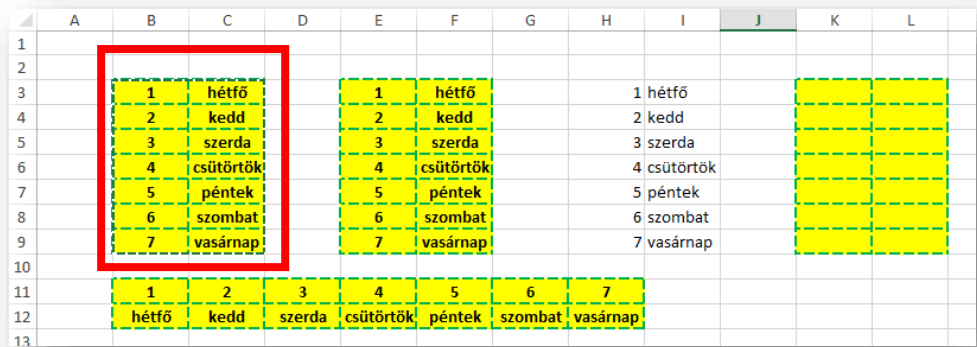 A B C D E F G H I J K L
1
2
3 1 hétfő 1 hétfő 1 hétfő
4 2 kedd 2 kedd 2 kedd
5 3 szerda 3 szerda 3 szerda
6 4 csütörtök 4 csütörtök 4 csütörtök
7 5 péntek 5 péntek 5 péntek
8 6 szombat 6 szombat 6 szombat
9 7 vasárnap 7 vasárnap 7 vasárnap
10
11 1 2 3 4 5 6 7
12 hétfő kedd szerda csütörtök péntek szombat vasárnap
13